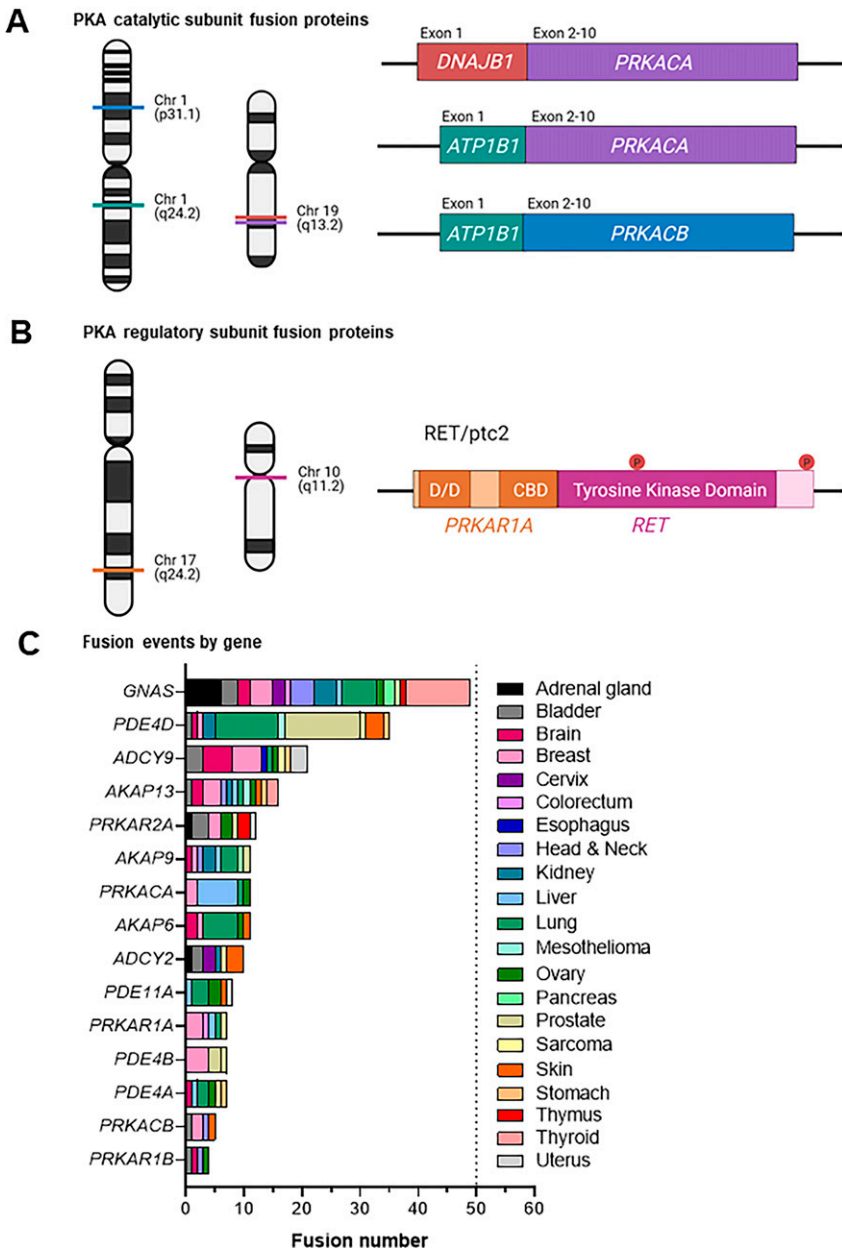 A
PKA catalytic subunit fusion proteins
Chr 1
(p31.1)
Chr 1
(q24.2)
Chr 19
(q13.2)
Exon 1
Exon 2-10
DNAJB1
PRKACA
Exon 1
Exon 2-10
ATP1B1
PRKACA
Exon 1
Exon 2-10
ATP1B1
PRKACB
B
PKA regulatory subunit fusion proteins
Chr 17
(q24.2)
Chr 10
(q11.2)
RET/ptc2
P
P
D/D
CBD
Tyrosine Kinase Domain
PRKAR1A
RET
C
Fusion events by gene
GNAS
PDE4D
ADCY9
AKAP13
PRKAR2A
AKAP9
PRKACA
AKAP6
ADCY2
PDE11A
PRKAR1A
PDE4B
PDE4A
PRKACB
PRKAR1B
0
10
20
30
40
50
60
Fusion number
Adrenal gland
Bladder
Brain
Breast
Cervix
Colorectum
Esophagus
Head & Neck
Kidney
Liver
Lung
Mesothelioma
Ovary
Pancreas
Prostate
Sarcoma
Skin
Stomach
Thymus
Thyroid
Uterus